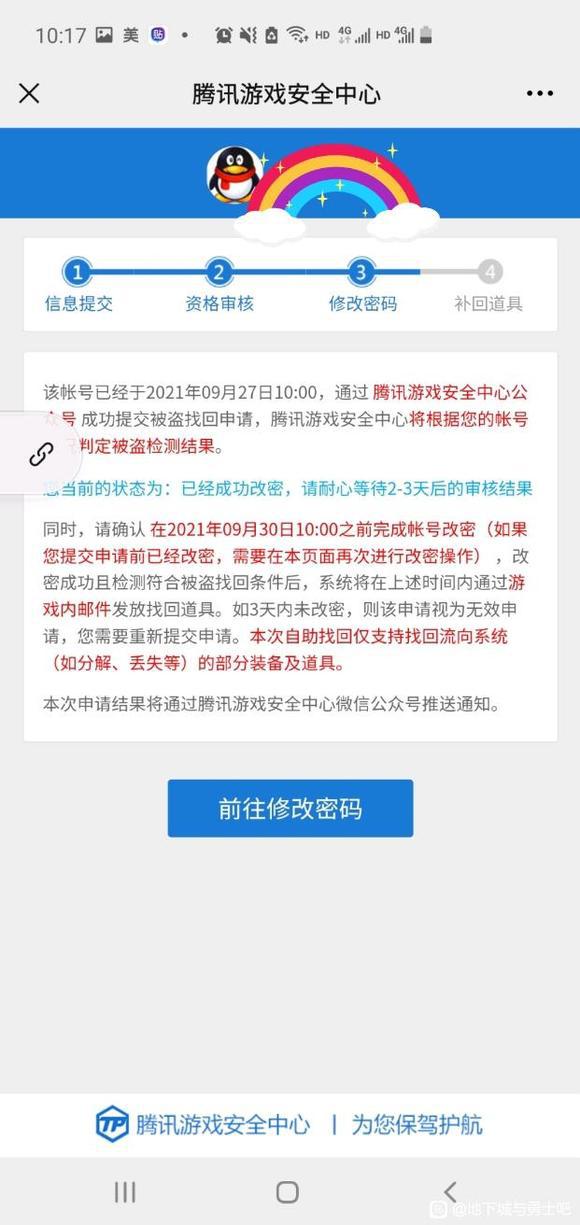 10:17 美 贴 HD 4G HD 4G
腾讯游戏安全中心
1 2 3 4
信息提交 资格审核 修改密码 补回道具
该帐号已经于2021年09月27日10:00，通过 腾讯游戏安全中心公
众号 成功提交被盗找回申请，腾讯游戏安全中心将根据您的帐号
判定被盗检测结果。
您当前的状态为：已经成功改密，请耐心等待2-3天后的审核结果
同时，请确认 在2021年09月30日10:00之前完成帐号改密（如果
您提交申请前已经改密，需要在本页面再次进行改密操作），改
密成功且检测符合被盗找回条件后，系统将在上述时间内通过游
戏内邮件发放找回道具。如3天内未改密，则该申请视为无效申
请，您需要重新提交申请。本次自助找回仅支持找回流向系统
（如分解、丢失等）的部分装备及道具。
本次申请结果将通过腾讯游戏安全中心微信公众号推送通知。
前往修改密码
TP 腾讯游戏安全中心 | 为您保驾护航
@地下城与勇士吧